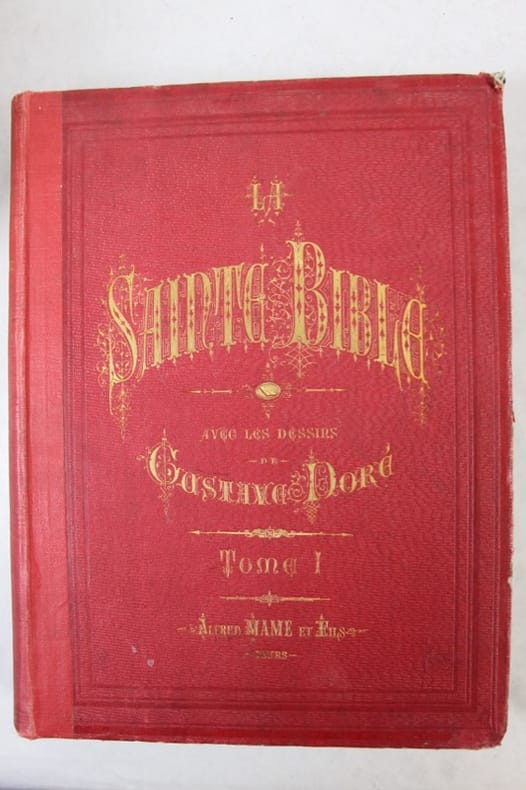 LA
SAINTE BIBLE
AVEC LES DESSINS
DE
GUSTAVE DORÉ
TOME I
ALFRED MAME ET FILS
TOURS